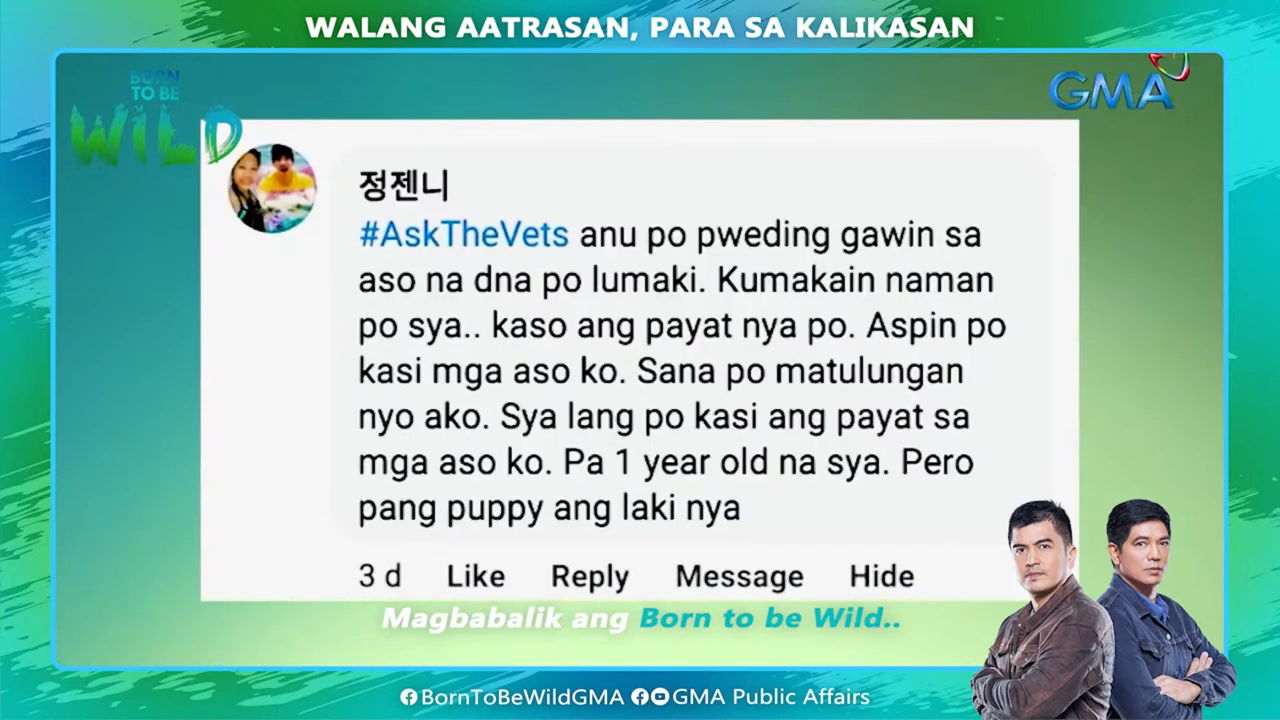 WALANG AATRASAN, PARA SA KALIKASAN
BORN
TO BE
WILD
GMA
정젠니
#AskTheVets anu po pweding gawin sa
aso na dna po lumaki. Kumakain naman
po sya.. kaso ang payat nya po. Aspin po
kasi mga aso ko. Sana po matulungan
nyo ako. Sya lang po kasi ang payat sa
mga aso ko. Pa 1 year old na sya. Pero
pang puppy ang laki nya
3 d Like Reply Message Hide
Magbabalik ang Born to be Wild..
BornToBeWildGMA GMA Public Affairs